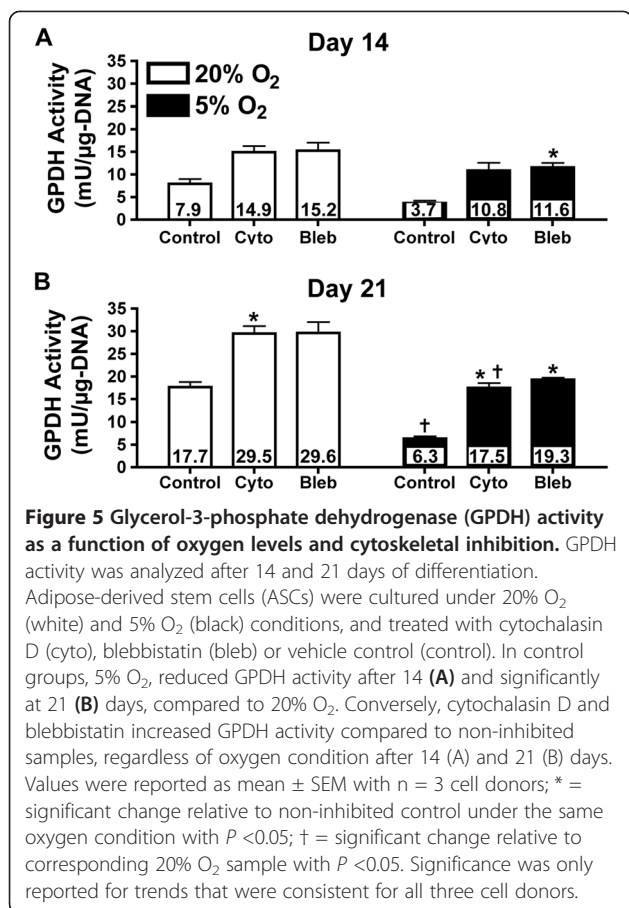 A
Day 14
GPDH Activity
(mU/µg-DNA)
35
30
25
20
15
10
5
0
20% O₂
5% O₂
*
7.9 14.9 15.2 3.7 10.8 11.6
Control Cyto Bleb Control Cyto Bleb
B
Day 21
GPDH Activity
(mU/µg-DNA)
35
30
25
20
15
10
5
0
*
* †
*
†
17.7 29.5 29.6 6.3 17.5 19.3
Control Cyto Bleb Control Cyto Bleb
Figure 5 Glycerol-3-phosphate dehydrogenase (GPDH) activity
as a function of oxygen levels and cytoskeletal inhibition. GPDH
activity was analyzed after 14 and 21 days of differentiation.
Adipose-derived stem cells (ASCs) were cultured under 20% O₂
(white) and 5% O₂ (black) conditions, and treated with cytochalasin
D (cyto), blebbistatin (bleb) or vehicle control (control). In control
groups, 5% O₂, reduced GPDH activity after 14 (A) and significantly
at 21 (B) days, compared to 20% O₂. Conversely, cytochalasin D and
blebbistatin increased GPDH activity compared to non-inhibited
samples, regardless of oxygen condition after 14 (A) and 21 (B) days.
Values were reported as mean ± SEM with n = 3 cell donors; * =
significant change relative to non-inhibited control under the same
oxygen condition with P <0.05; † = significant change relative to
corresponding 20% O₂ sample with P <0.05. Significance was only
reported for trends that were consistent for all three cell donors.